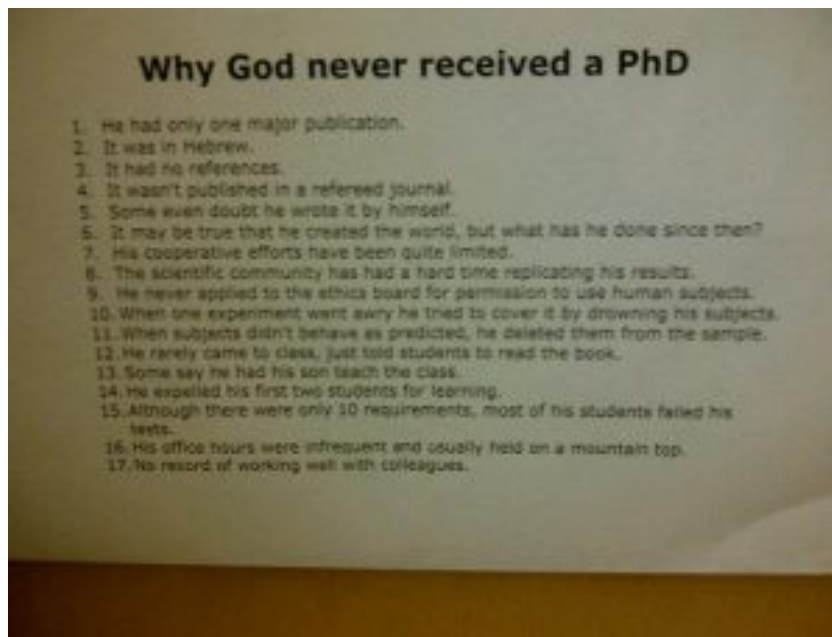 Why God never received a PhD
1. He had only one major publication.
2. It was in Hebrew.
3. It had no references.
4. It wasn't published in a refereed journal.
5. Some even doubt he wrote it by himself.
6. It may be true that he created the world, but what has he done since then?
7. His cooperative efforts have been quite limited.
8. The scientific community has had a hard time replicating his results.
9. He never applied to the ethics board for permission to use human subjects.
10. When one experiment went awry he tried to cover it by drowning his subjects.
11. When subjects didn't behave as predicted, he deleted them from the sample.
12. He rarely came to class, just told students to read the book.
13. Some say he had his son teach the class.
14. He expelled his first two students for learning.
15. Although there were only 10 requirements, most of his students failed his
tests.
16. His office hours were infrequent and usually held on a mountain top.
17. No record of working well with colleagues.